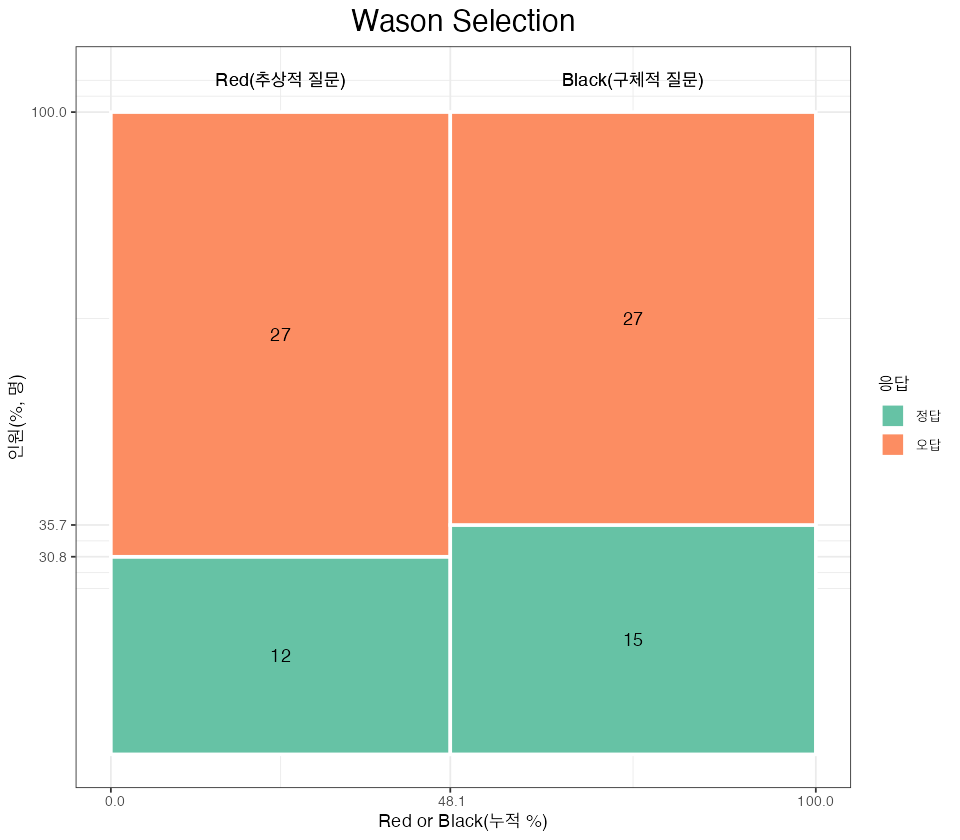 Wason Selection
Red(추상적 질문)
Black(구체적 질문)
100.0
27
27
인원(%, 명)
응답
정답
오답
35.7
30.8
12
15
0.0
48.1
100.0
Red or Black(누적 %)